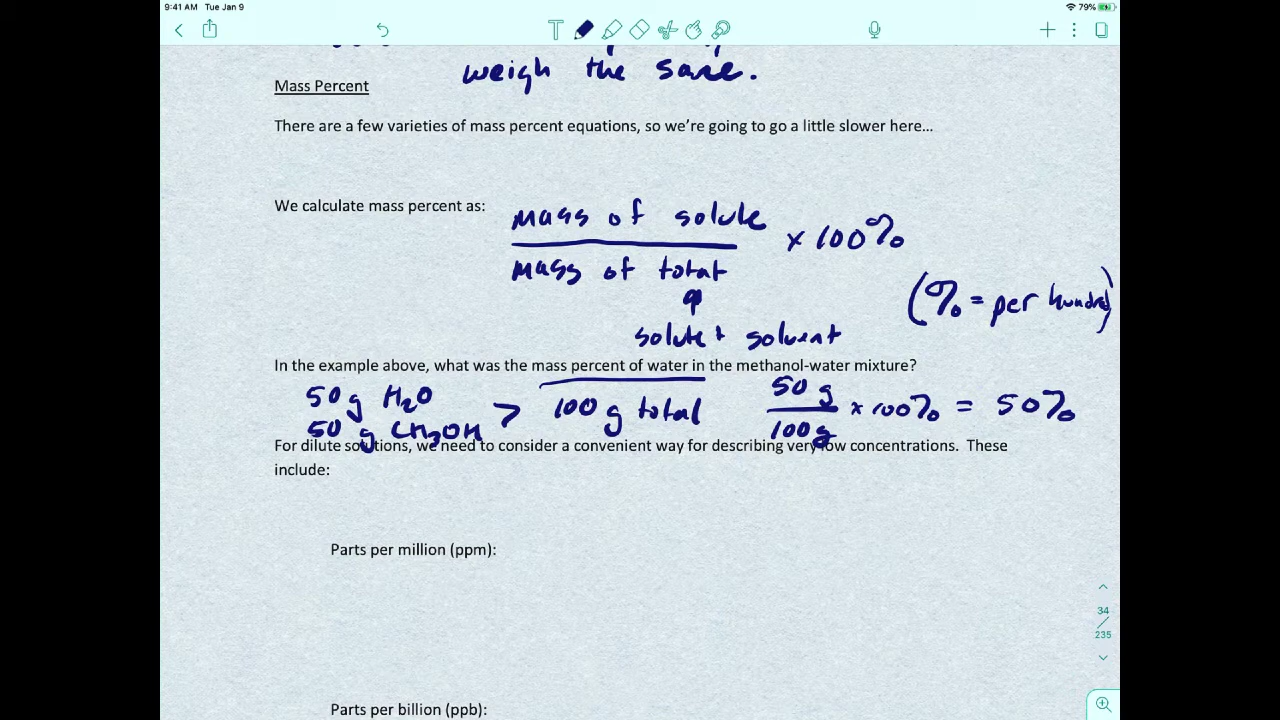 9:41 AM Tue Jan 9
79%
weigh the same.
Mass Percent
There are a few varieties of mass percent equations, so we're going to go a little slower here…
We calculate mass percent as:
mass of solute
mass of total
x 100%
(% = per hundred)
solute + solvent
In the example above, what was the mass percent of water in the methanol-water mixture?
50 g H2O
50 g CH3OH
> 100 g total
50 g
100g
x 100% = 50%
For dilute solutions, we need to consider a convenient way for describing very low concentrations. These
include:
Parts per million (ppm):
34
/
235
Parts per billion (ppb):